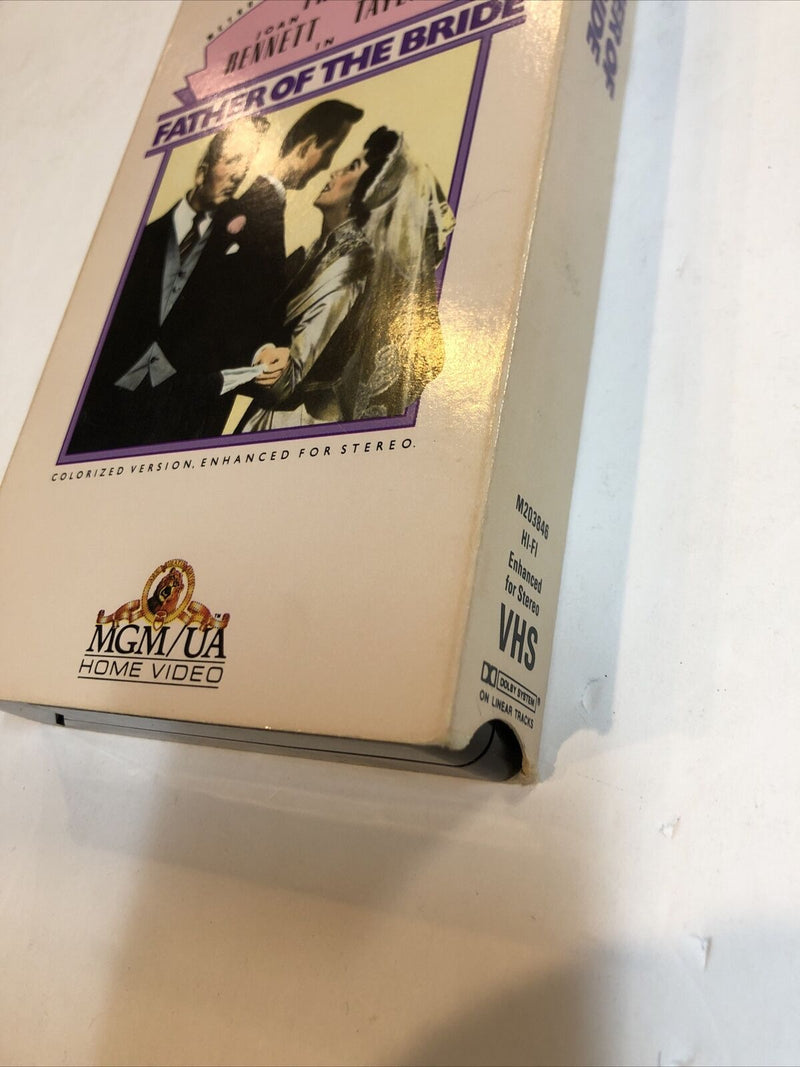 JOAN
BENNETT
IN
FATHER OF THE BRIDE
COLORIZED VERSION, ENHANCED FOR STEREO.
MGM/UA
TM
HOME VIDEO
M203846
HI-FI
Enhanced
for Stereo
VHS
DOLBY SYSTEM®
ON LINEAR TRACKS